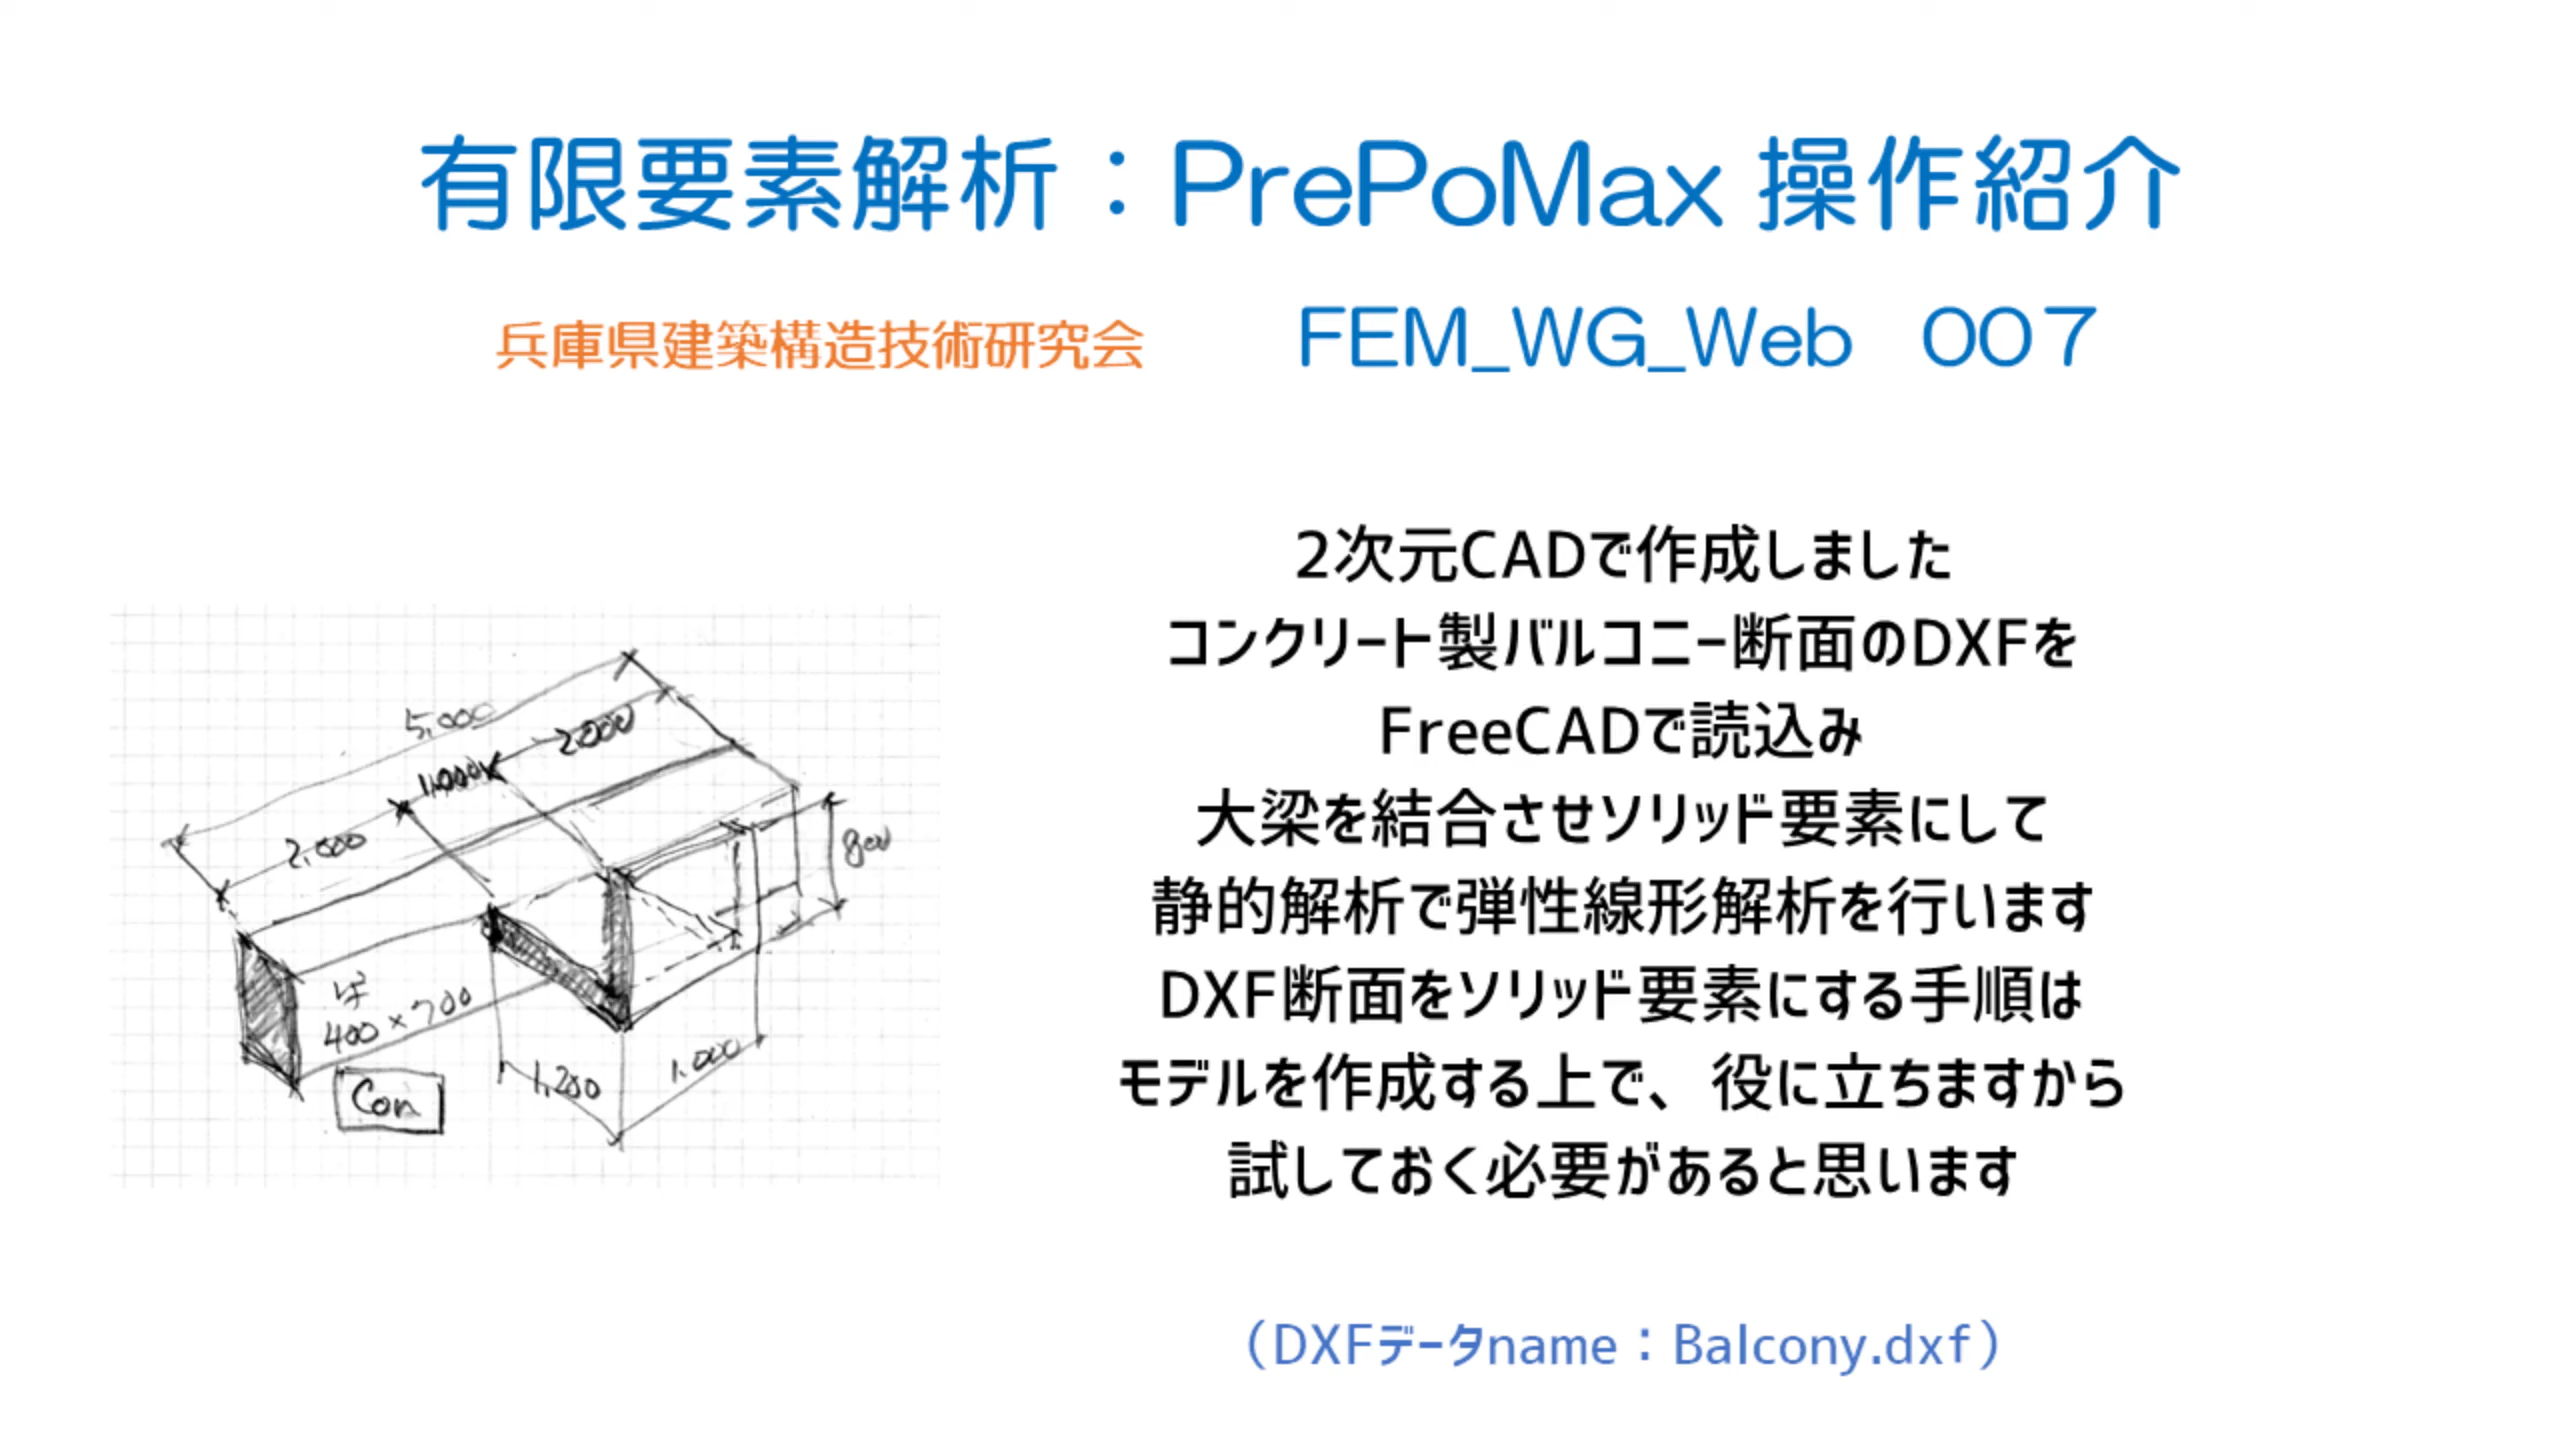 有限要素解析：PrePoMax 操作紹介
兵庫県建築構造技術研究会 FEM_WG_Web 007
2次元CADで作成しました
コンクリート製バルコニー断面のDXFを
FreeCADで読込み
大梁を結合させソリッド要素にして
静的解析で弾性線形解析を行います
DXF断面をソリッド要素にする手順は
モデルを作成する上で、役に立ちますから
試しておく必要があると思います
5,000
2000
1,000
2,000
800
400×700
1,200
1.000
Con
（DXFデータname：Balcony.dxf）